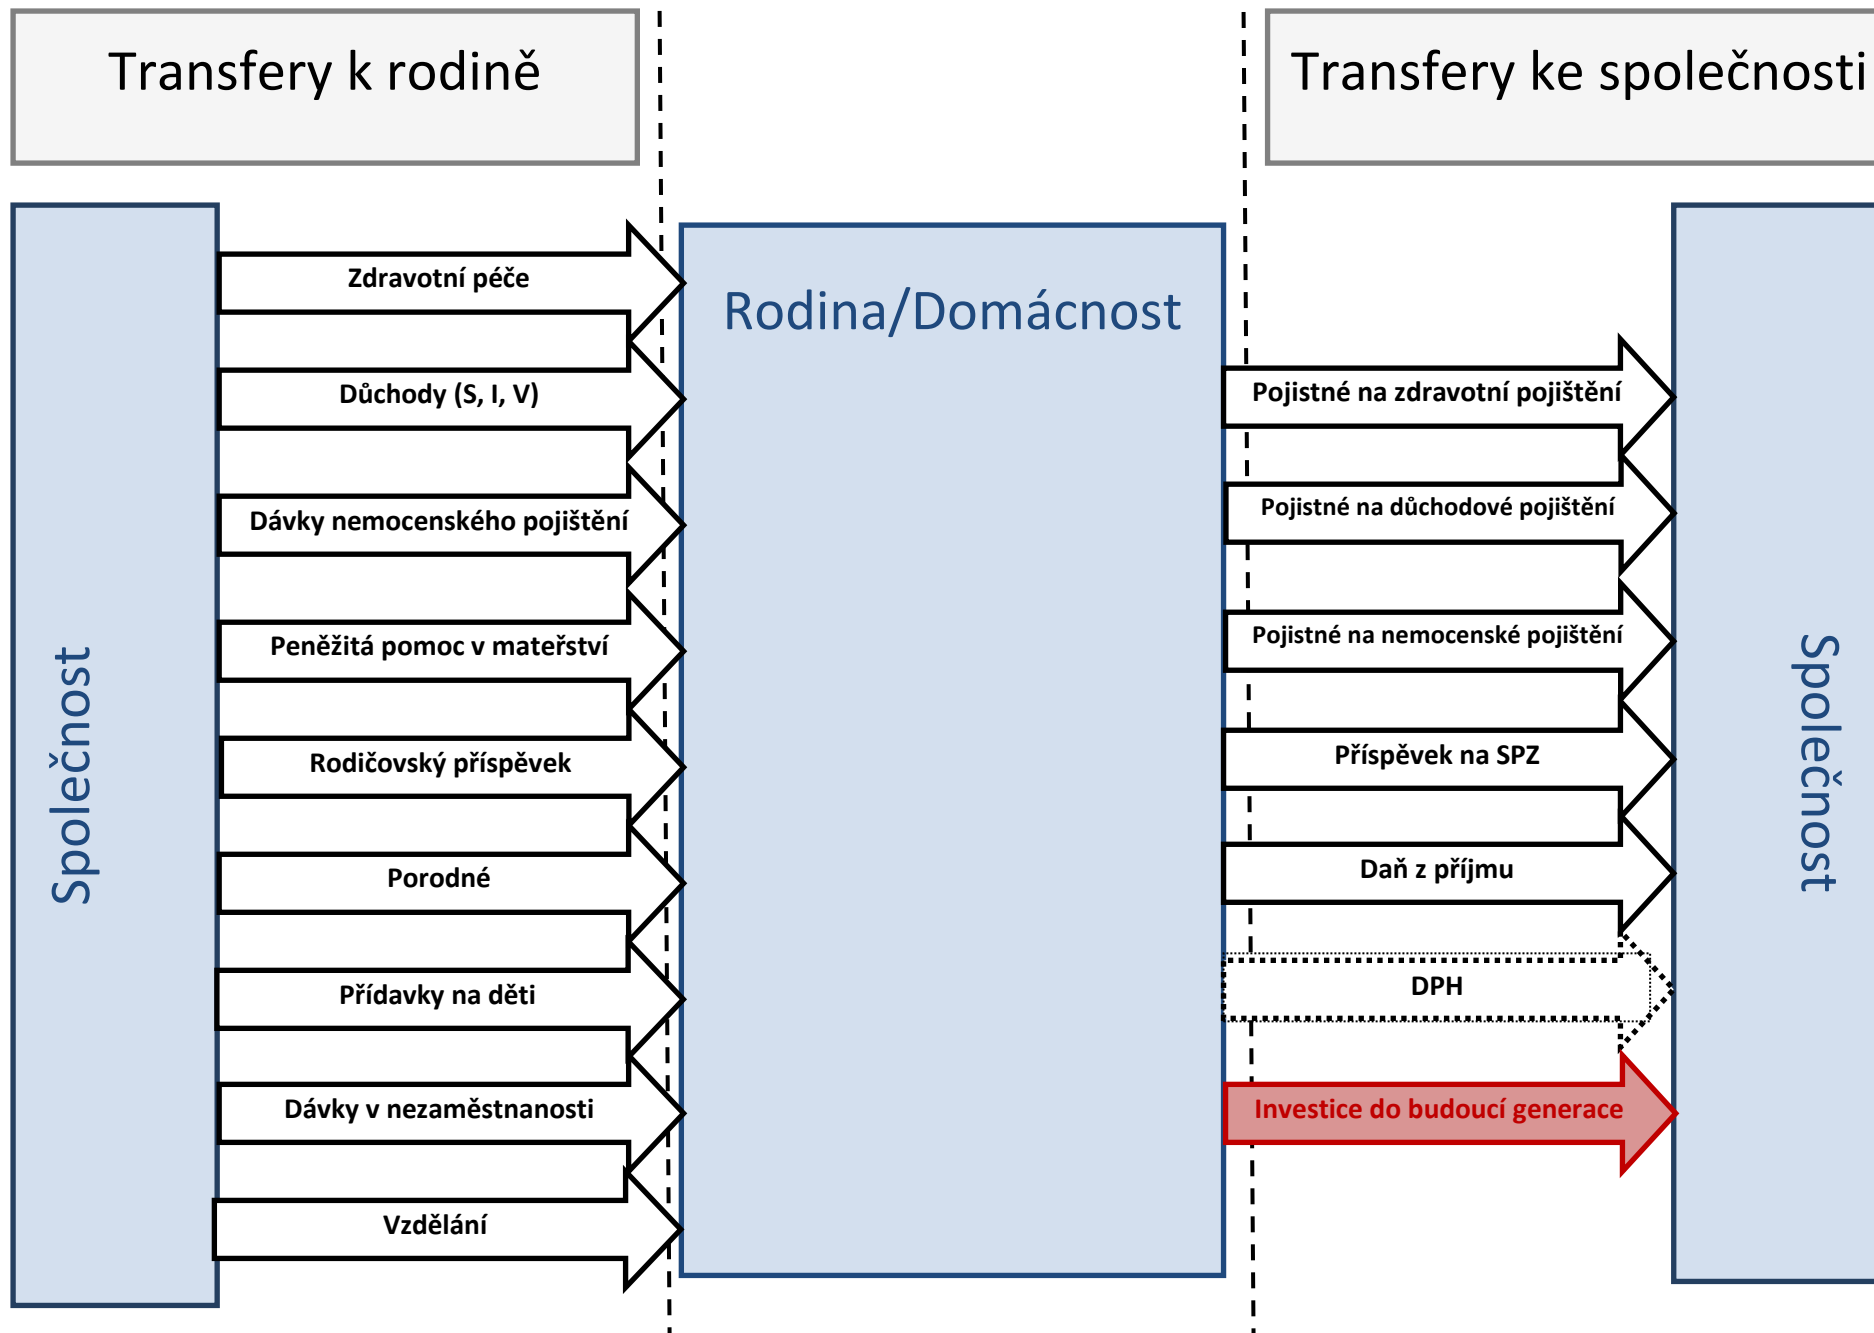 Transfery k rodině
Transfery ke společnosti
Společnost
Zdravotní péče
Důchody (S, I, V)
Dávky nemocenského pojištění
Peněžitá pomoc v mateřství
Rodičovský příspěvek
Porodné
Přídavky na děti
Dávky v nezaměstnanosti
Vzdělání
Rodina/Domácnost
Pojistné na zdravotní pojištění
Pojistné na důchodové pojištění
Pojistné na nemocenské pojištění
Příspěvek na SPZ
Daň z příjmu
DPH
Investice do budoucí generace
Společnost